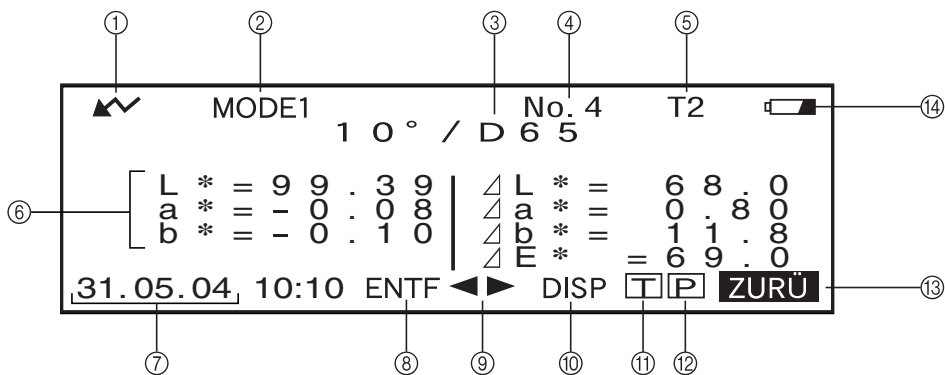 ① ② ③ ④ ⑤
MODE1 No. 4 T2
⑭
10°/D65
L*=99.39 ⊿L*= 68.0
⑥
a*=-0.08 ⊿a*= 0.80
b*=-0.10 ⊿b*= 11.8
⊿E* =69.0
31.05.04 10:10 ENTF ◀▶ DISP T P ZURÜ
⑬
⑦ ⑧ ⑨ ⑩ ⑪ ⑫